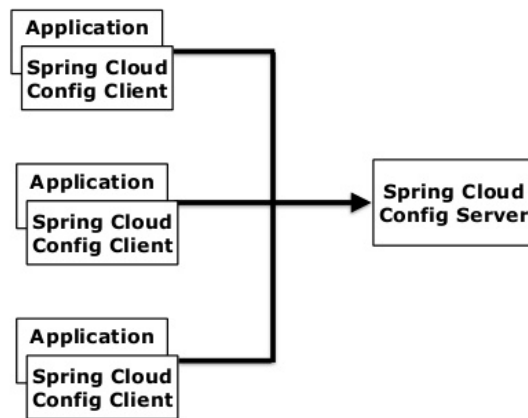 Application
Spring Cloud
Config Client
Application
Spring Cloud
Config Client
Spring Cloud
Config Server
Application
Spring Cloud
Config Client